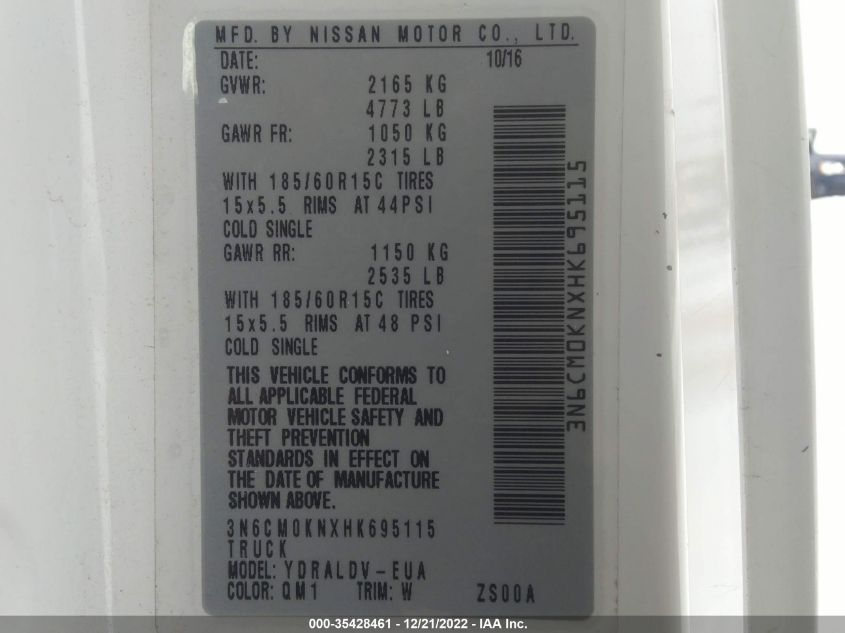 MFD. BY NISSAN MOTOR CO., LTD.
DATE: 10/16
GVWR: 2165 KG
4773 LB
GAWR FR: 1050 KG
2315 LB
WITH 185/60R15C TIRES
15x5.5 RIMS AT 44PSI
COLD SINGLE
GAWR RR: 1150 KG
2535 LB
WITH 185/60R15C TIRES
15x5.5 RIMS AT 48 PSI
COLD SINGLE
THIS VEHICLE CONFORMS TO
ALL APPLICABLE FEDERAL
MOTOR VEHICLE SAFETY AND
THEFT PREVENTION
STANDARDS IN EFFECT ON
THE DATE OF MANUFACTURE
SHOWN ABOVE.
3N6CM0KNXHK695115
TRUCK
MODEL: YDRALDV-EUA
COLOR: QM1 TRIM: W ZS00A
3N6CM0KNXHK695115
000-35428461 - 12/21/2022 - IAA Inc.